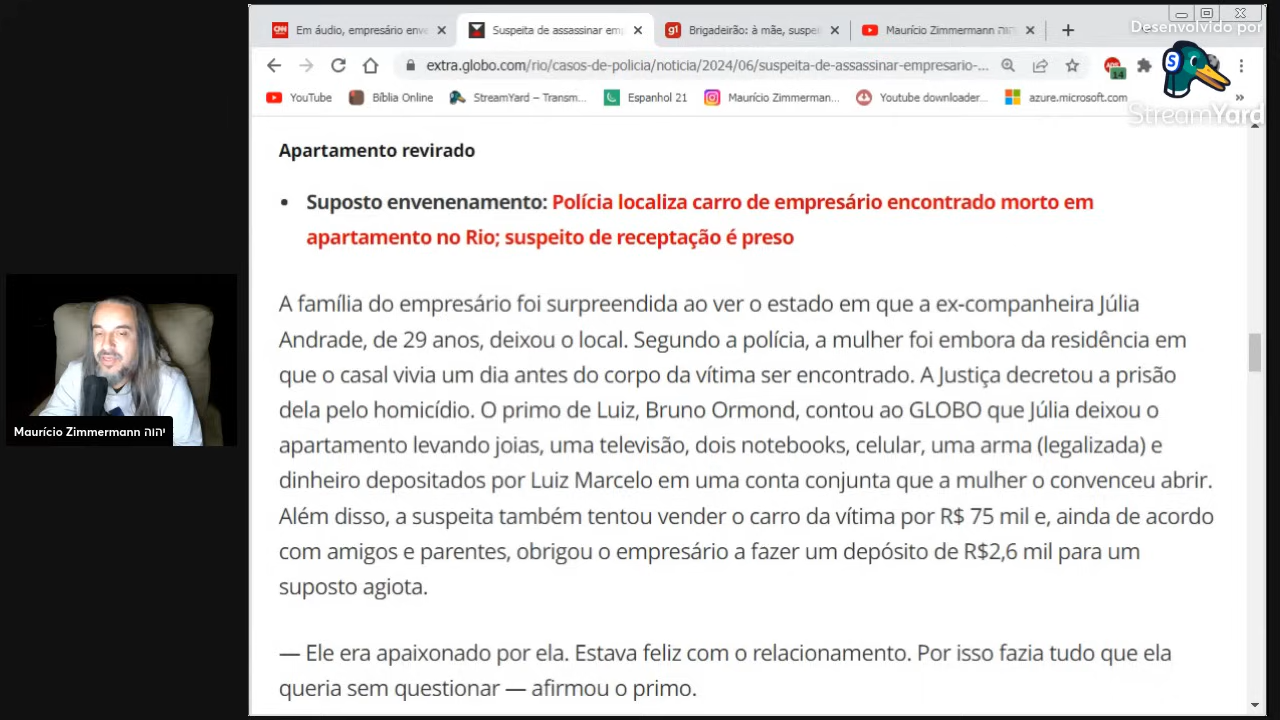 Em áudio, empresário enve
Suspeita de assassinar em
Brigadeirão: à mãe, suspe
Maurício Zimmermann יהוה
Desenvolvido por
extra.globo.com/rio/casos-de-policia/noticia/2024/06/suspeita-de-assassinar-empresario-...
YouTube
Bíblia Online
StreamYard – Transm...
Espanhol 21
Maurício Zimmerman...
Youtube downloader...
azure.microsoft.com
»
StreamYard
Apartamento revirado
• Suposto envenenamento: Polícia localiza carro de empresário encontrado morto em
apartamento no Rio; suspeito de receptação é preso
A família do empresário foi surpreendida ao ver o estado em que a ex-companheira Júlia
Andrade, de 29 anos, deixou o local. Segundo a polícia, a mulher foi embora da residência em
que o casal vivia um dia antes do corpo da vítima ser encontrado. A Justiça decretou a prisão
dela pelo homicídio. O primo de Luiz, Bruno Ormond, contou ao GLOBO que Júlia deixou o
apartamento levando joias, uma televisão, dois notebooks, celular, uma arma (legalizada) e
dinheiro depositados por Luiz Marcelo em uma conta conjunta que a mulher o convenceu abrir.
Além disso, a suspeita também tentou vender o carro da vítima por R$ 75 mil e, ainda de acordo
com amigos e parentes, obrigou o empresário a fazer um depósito de R$2,6 mil para um
suposto agiota.
— Ele era apaixonado por ela. Estava feliz com o relacionamento. Por isso fazia tudo que ela
queria sem questionar — afirmou o primo.
Maurício Zimmermann יהוה